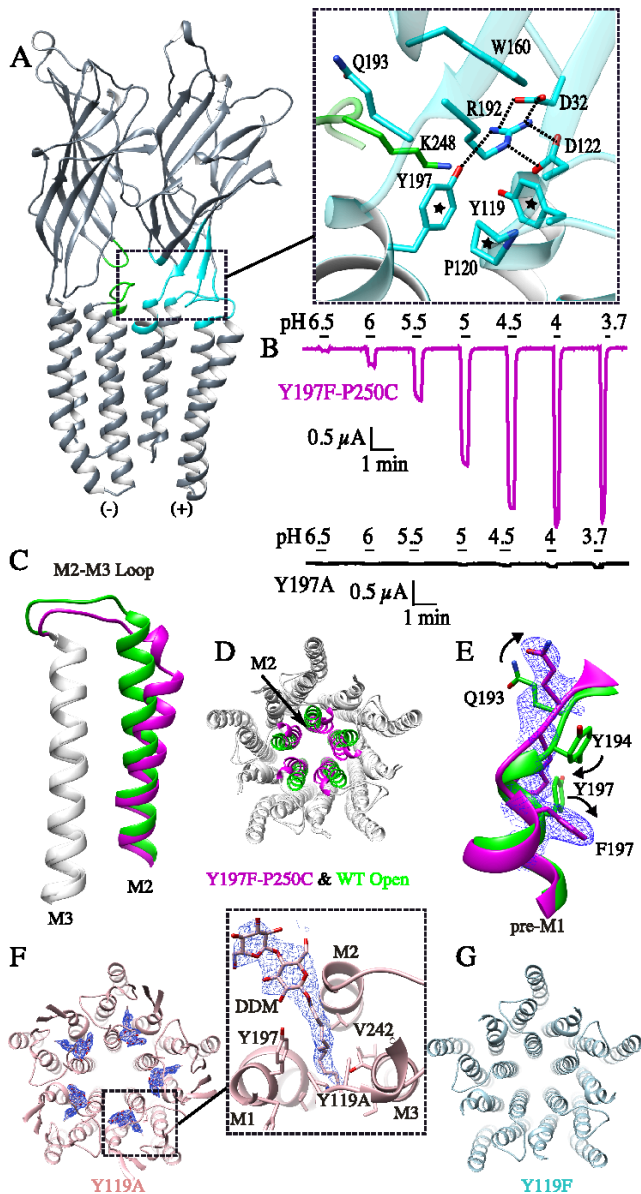 A
Q193
W160
R192
D32
K248
D122
Y197
Y119
P120
(-) (+)
B
pH 6.5 6 5.5 5 4.5 4 3.7
Y197F-P250C
0.5 µA
1 min
pH 6.5 6 5.5 5 4.5 4 3.7
Y197A
0.5 µA
1 min
C
M2-M3 Loop
M3
M2
D
M2
Y197F-P250C & WT Open
E
Q193
Y194
Y197
F197
pre-M1
F
Y119A
M2
DDM
V242
Y197
Y119A
M1
M3
G
Y119F